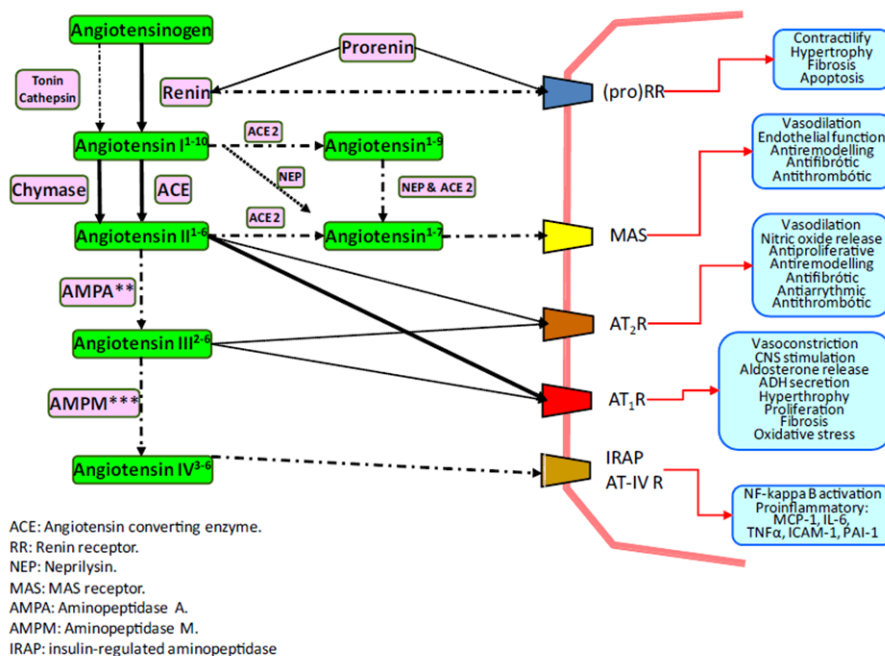 Angiotensinogen
Tonin
Cathepsin
Prorenin
Renin
(pro)RR
Contractilify
Hypertrophy
Fibrosis
Apoptosis
Angiotensin I1-10
ACE 2
Angiotensin1-9
NEP
NEP & ACE 2
Chymase
ACE
Vasodilation
Endothelial function
Antiremodelling
Antifibrótic
Antithrombótic
Angiotensin II1-6
ACE 2
Angiotensin1-7
MAS
Vasodilation
Nitric oxide release
Antiproliferative
Antiremodelling
Antifibrótic
Antiarrythmic
Antithrombótic
AMPA**
AT2R
Angiotensin III2-6
Vasoconstriction
CNS stimulation
Aldosterone release
ADH secretion
Hyperthrophy
Proliferation
Fibrosis
Oxidative stress
AT1R
AMPM***
Angiotensin IV3-6
IRAP
AT-IV R
NF-kappa B activation
Proinflammatory:
MCP-1, IL-6,
TNFα, ICAM-1, PAI-1
ACE: Angiotensin converting enzyme.
RR: Renin receptor.
NEP: Neprilysin.
MAS: MAS receptor.
AMPA: Aminopeptidase A.
AMPM: Aminopeptidase M.
IRAP: insulin-regulated aminopeptidase